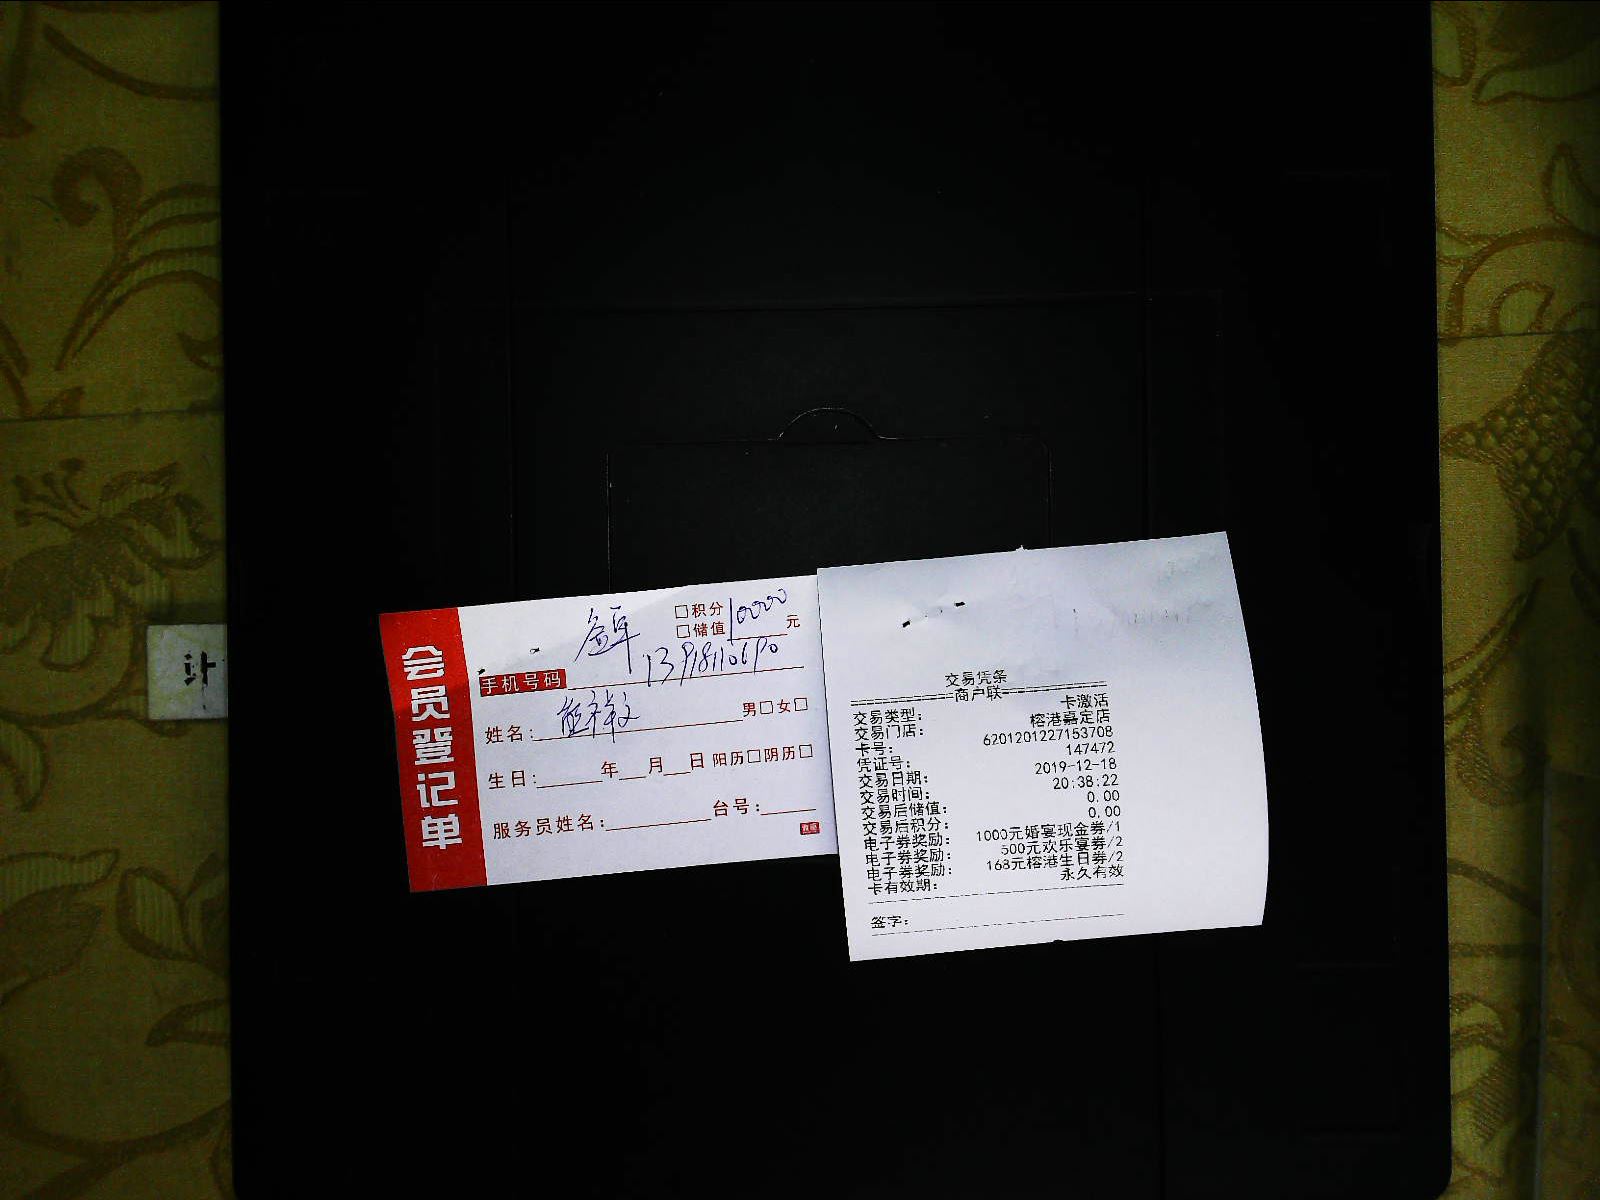 会员登记单
□积分
□储值 10000 元
手机号码
姓名: 男□女□
生日: 年 月 日 阳历□阴历□
服务员姓名: 台号:
交易凭条
商户联
交易类型: 卡激活
交易门店: 榕港嘉定店
卡号: 6201201227153708
凭证号: 147472
交易日期: 2019-12-18
交易时间: 20:38:22
交易后储值: 0.00
交易后积分: 0.00
电子券奖励: 1000元婚宴现金券/1
电子券奖励: 500元欢乐宴券/2
电子券奖励: 168元榕港生日券/2
卡有效期: 永久有效
签字:
计